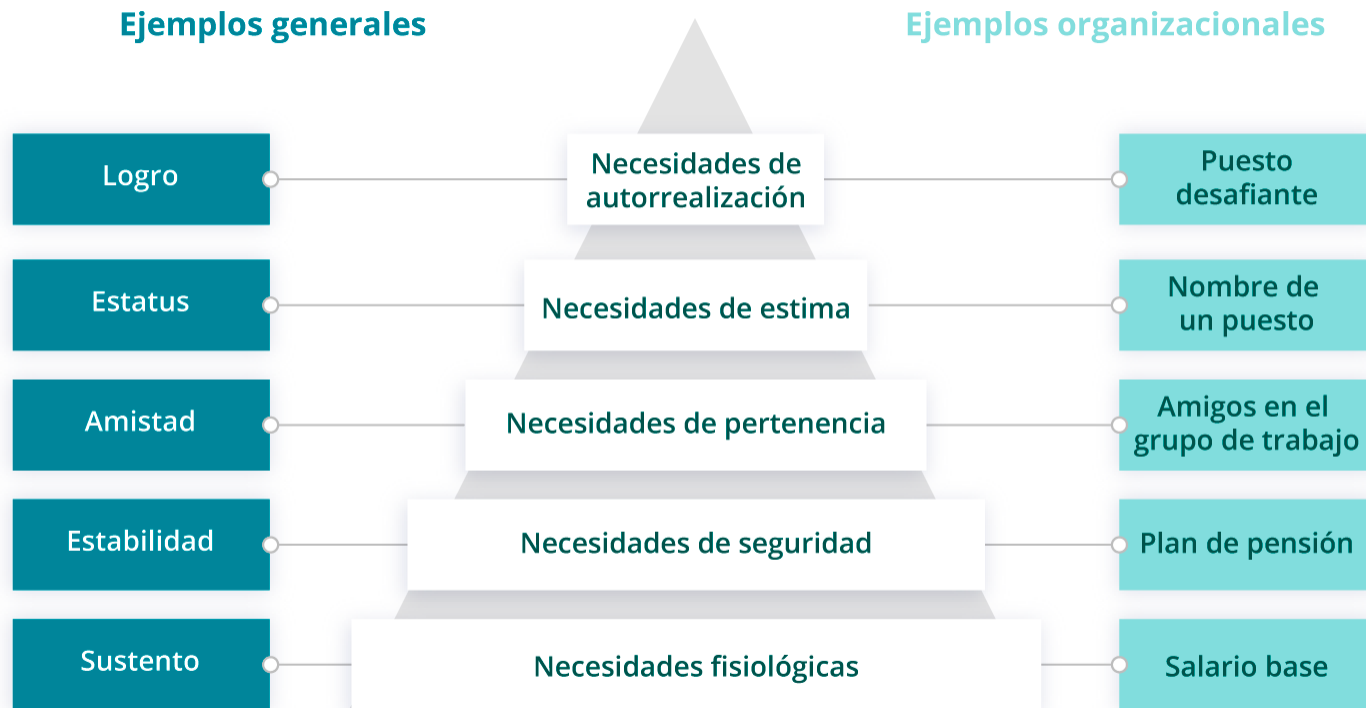 Ejemplos generales
Ejemplos organizacionales
Logro
Necesidades de
autorrealización
Puesto
desafiante
Estatus
Necesidades de estima
Nombre de
un puesto
Amistad
Necesidades de pertenencia
Amigos en el
grupo de trabajo
Estabilidad
Necesidades de seguridad
Plan de pensión
Sustento
Necesidades fisiológicas
Salario base